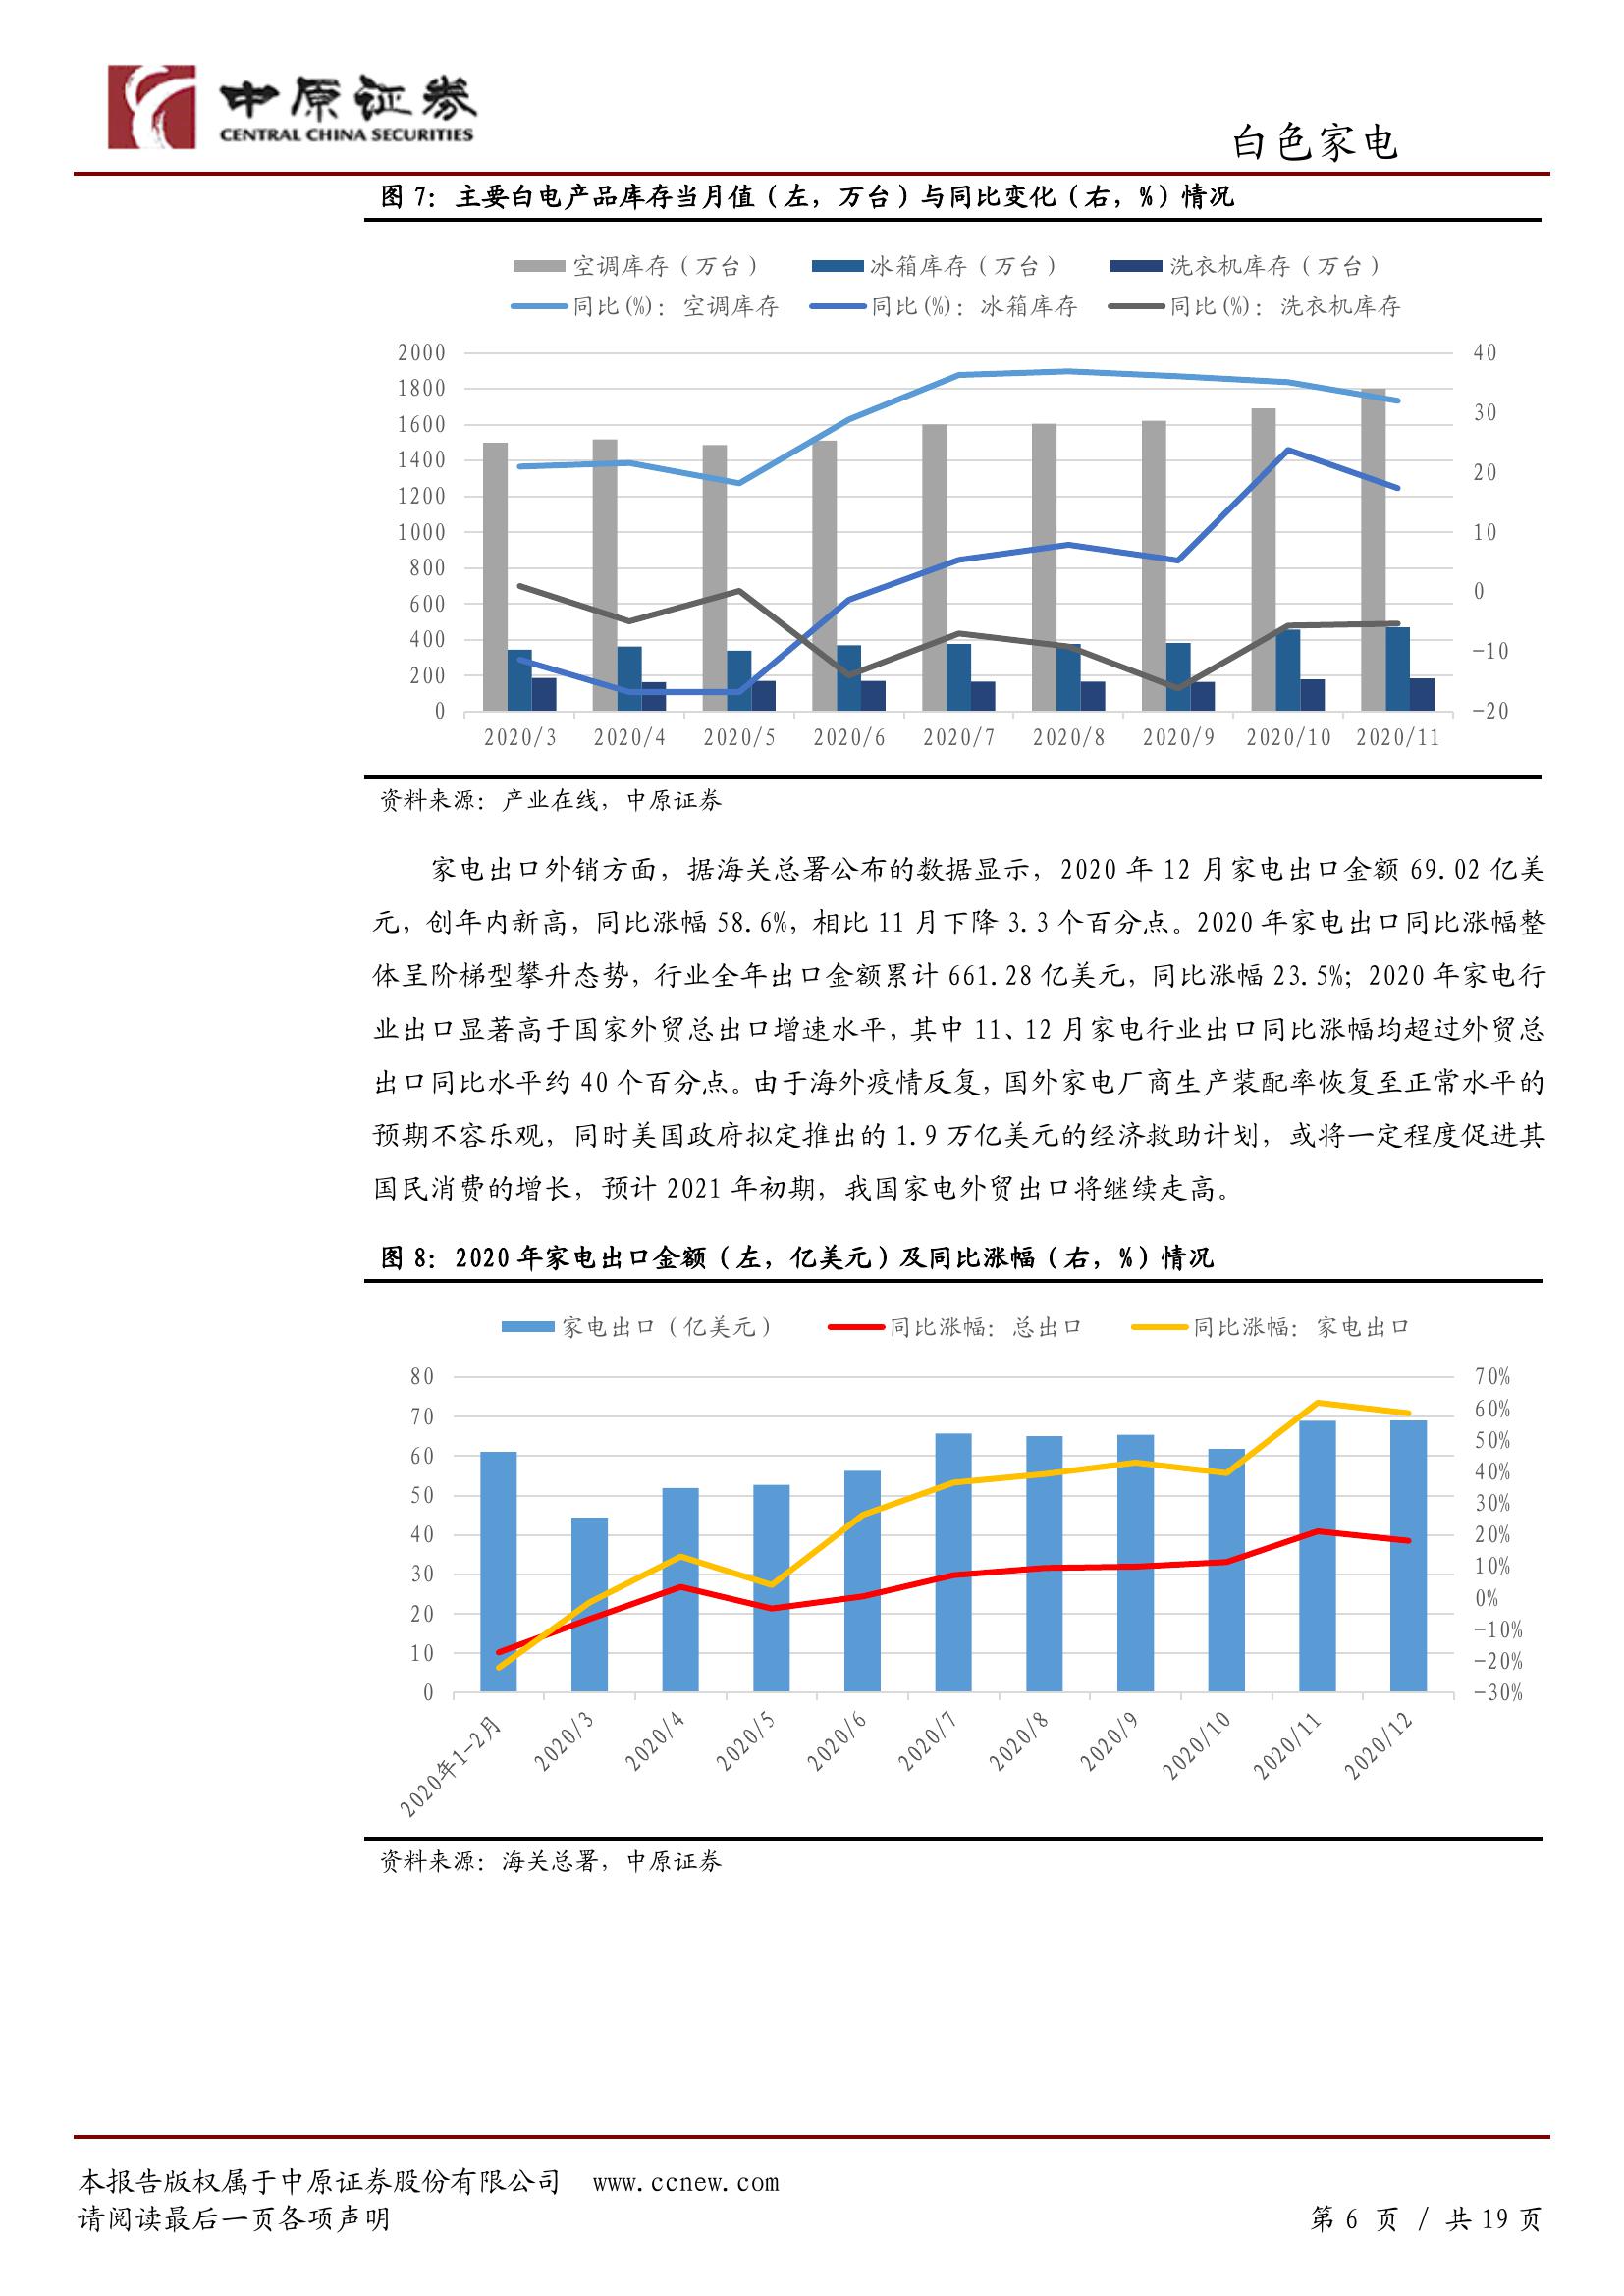 中原证券
CENTRAL CHINA SECURITIES
白色家电
图 7：主要白电产品库存当月值（左，万台）与同比变化（右，%）情况
空调库存（万台） 冰箱库存（万台） 洗衣机库存（万台）
同比(%)：空调库存 同比(%)：冰箱库存 同比(%)：洗衣机库存
2000 40
1800
1600 30
1400
1200 20
1000 10
800
600 0
400 -10
200
0 -20
2020/3 2020/4 2020/5 2020/6 2020/7 2020/8 2020/9 2020/10 2020/11
资料来源：产业在线，中原证券
家电出口外销方面，据海关总署公布的数据显示，2020 年 12 月家电出口金额 69.02 亿美
元，创年内新高，同比涨幅 58.6%，相比 11 月下降 3.3 个百分点。2020 年家电出口同比涨幅整
体呈阶梯型攀升态势，行业全年出口金额累计 661.28 亿美元，同比涨幅 23.5%；2020 年家电行
业出口显著高于国家外贸总出口增速水平，其中 11、12 月家电行业出口同比涨幅均超过外贸总
出口同比水平约 40 个百分点。由于海外疫情反复，国外家电厂商生产装配率恢复至正常水平的
预期不容乐观，同时美国政府拟定推出的 1.9 万亿美元的经济救助计划，或将一定程度促进其
国民消费的增长，预计 2021 年初期，我国家电外贸出口将继续走高。
图 8：2020 年家电出口金额（左，亿美元）及同比涨幅（右，%）情况
家电出口（亿美元） 同比涨幅：总出口 同比涨幅：家电出口
80 70%
70 60%
60 50%
50 40%
40 30%
30 20%
20 10%
10 0%
0 -10%
-20%
-30%
2020年1-2月 2020/3 2020/4 2020/5 2020/6 2020/7 2020/8 2020/9 2020/10 2020/11 2020/12
资料来源：海关总署，中原证券
本报告版权属于中原证券股份有限公司 www.ccnew.com
请阅读最后一页各项声明
第 6 页 / 共 19 页